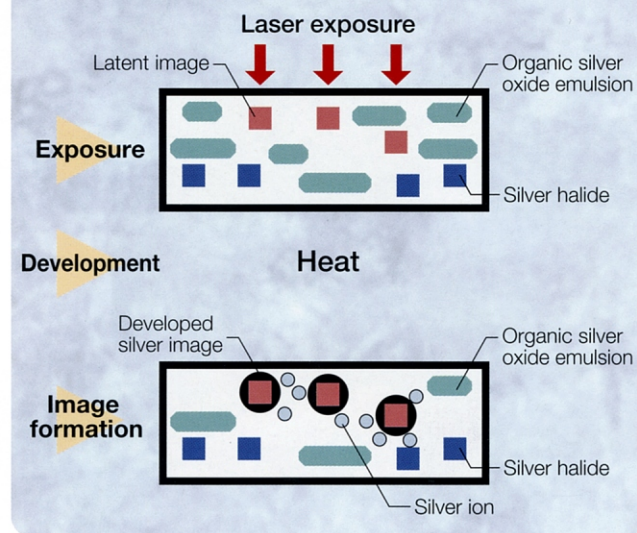 Laser exposure
Latent image
Organic silver
oxide emulsion
Exposure
Silver halide
Development
Heat
Developed
silver image
Organic silver
oxide emulsion
Image
formation
Silver halide
Silver ion